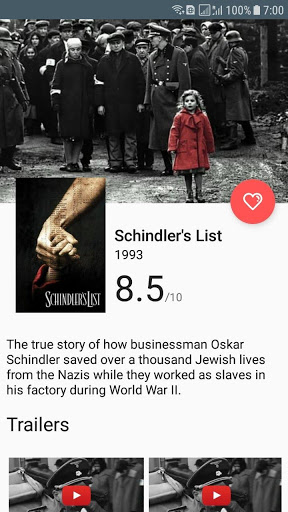 100% 7:00
SCHINDLER'S LIST
Schindler's List
1993
8.5/10
The true story of how businessman Oskar
Schindler saved over a thousand Jewish lives
from the Nazis while they worked as slaves in
his factory during World War II.
Trailers